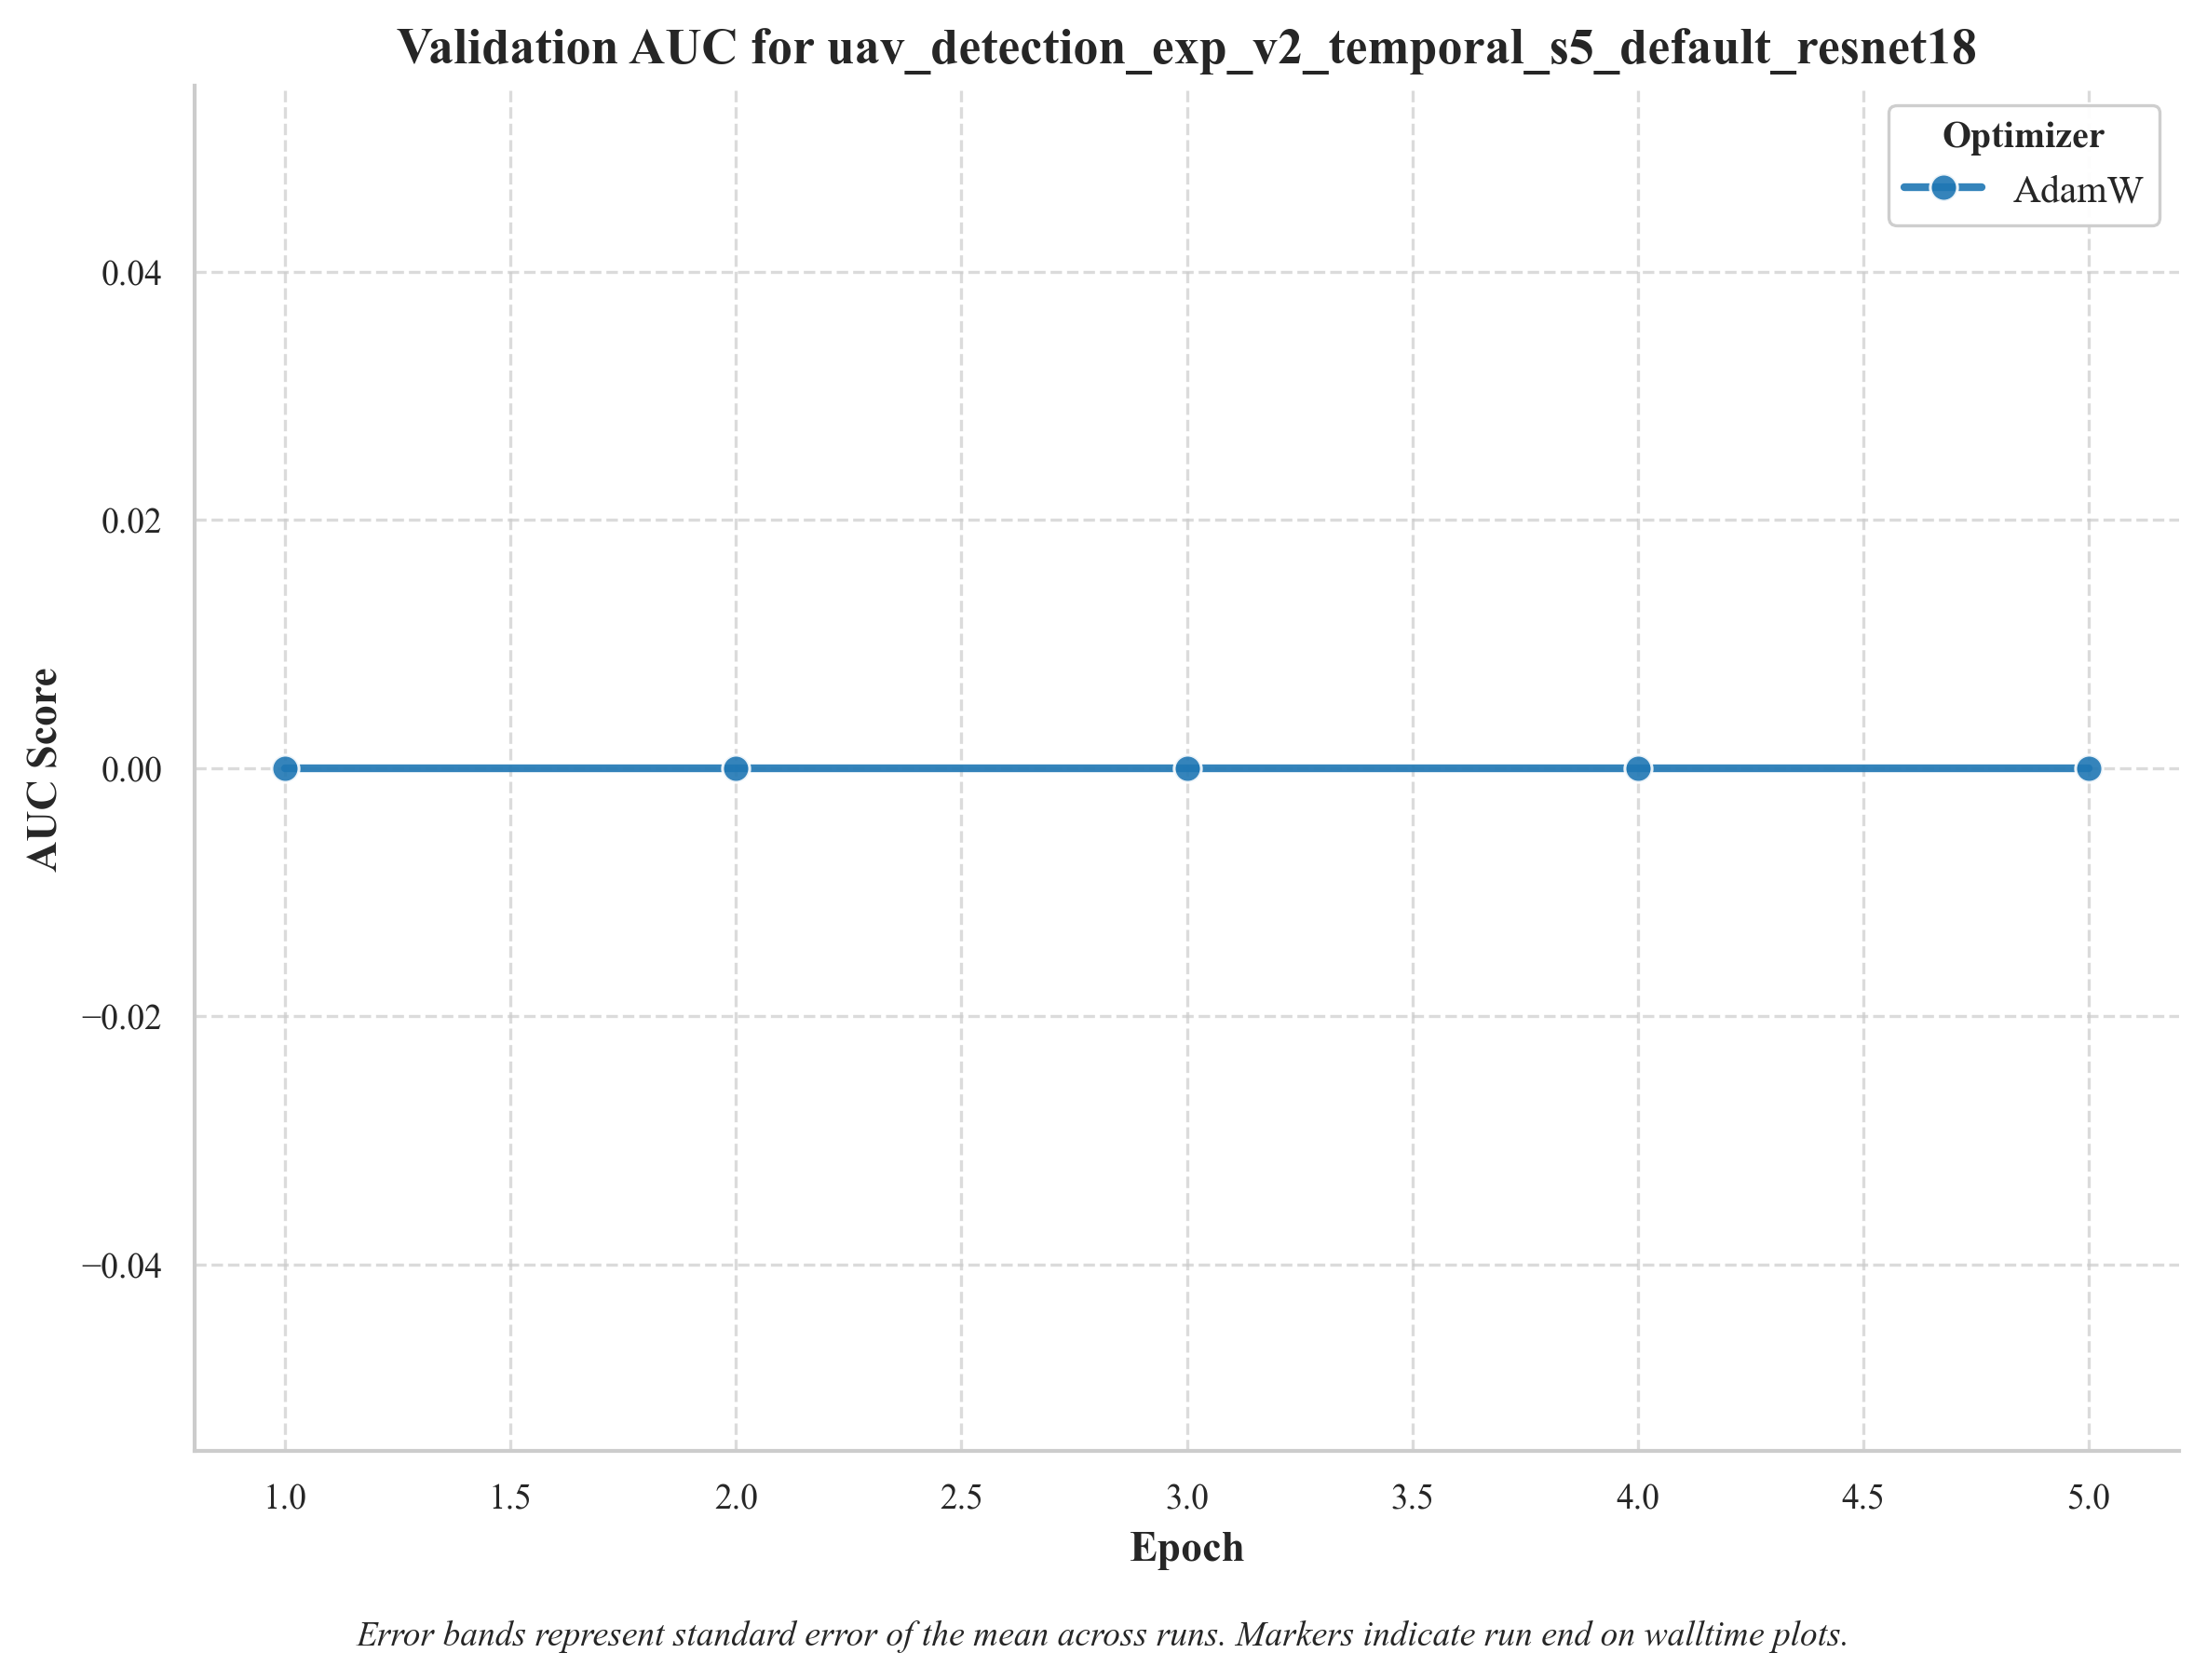 Validation AUC for uav_detection_exp_v2_temporal_s5_default_resnet18
Optimizer
AdamW
AUC Score
0.04
0.02
0.00
−0.02
−0.04
1.0 1.5 2.0 2.5 3.0 3.5 4.0 4.5 5.0
Epoch
Error bands represent standard error of the mean across runs. Markers indicate run end on walltime plots.